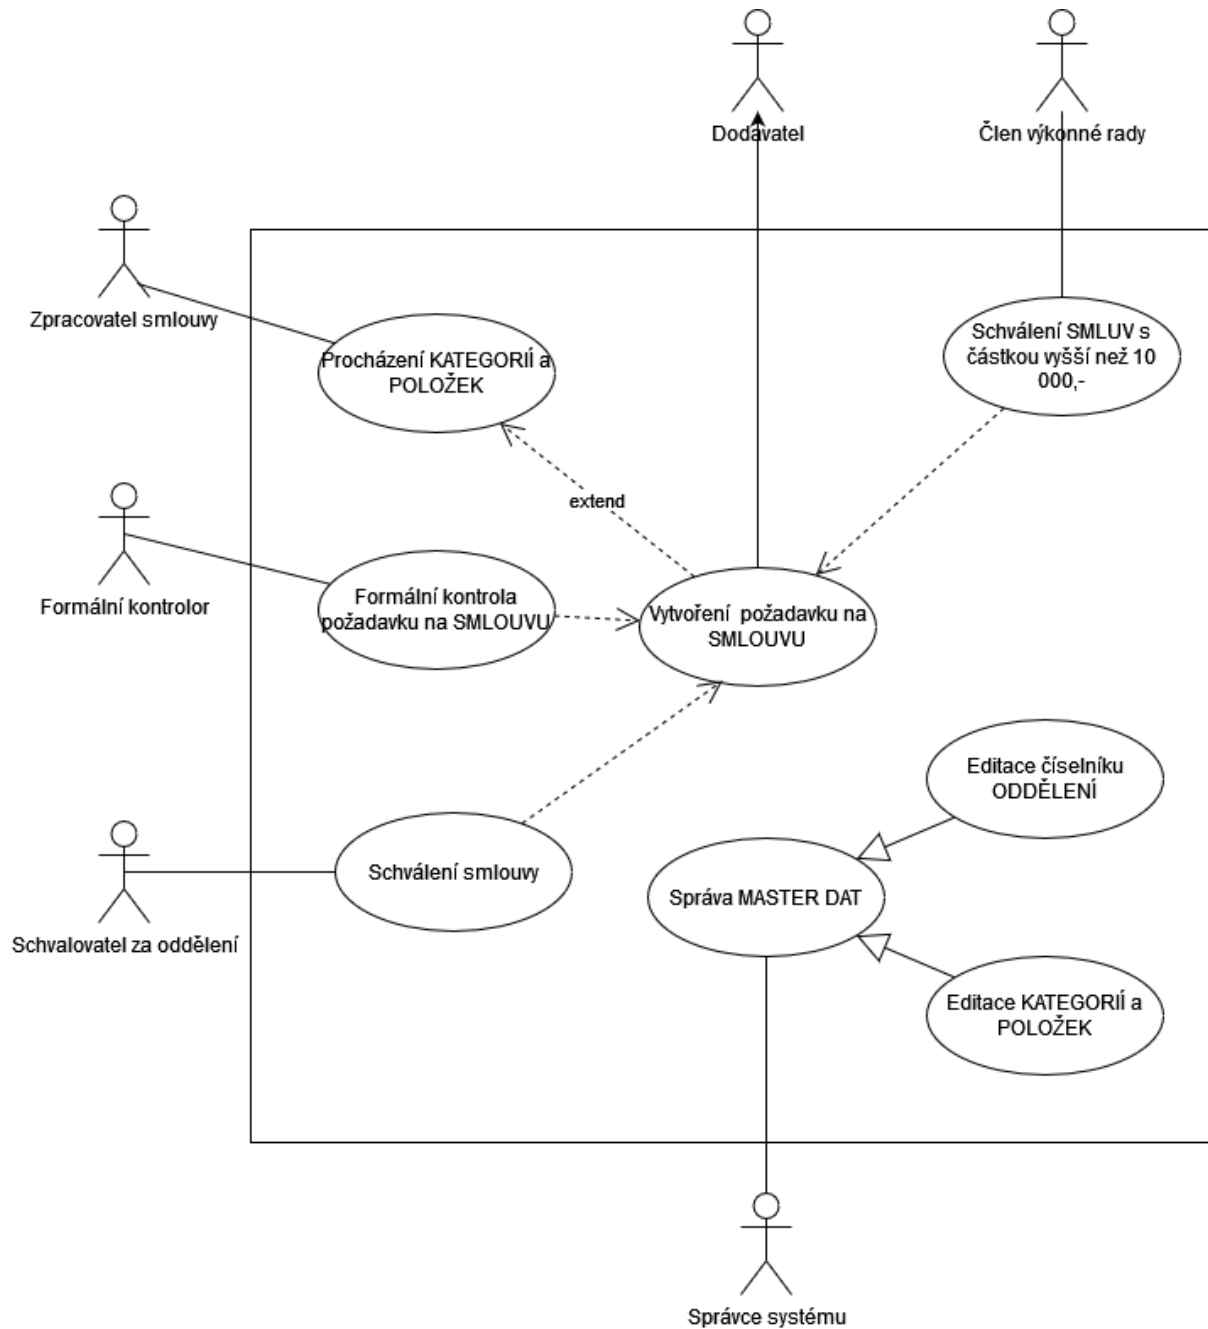 Dodavatel
Člen výkonné rady
Zpracovatel smlouvy
Schválení SMLUV s
částkou vyšší než 10
000,-
Procházení KATEGORIÍ a
POLOŽEK
extend
Formální kontrolor
Formální kontrola
požadavku na SMLOUVU
Vytvoření požadavku na
SMLOUVU
Editace číselníku
ODDĚLENÍ
Schvalovatel za oddělení
Schválení smlouvy
Správa MASTER DAT
Editace KATEGORIÍ a
POLOŽEK
Správce systému